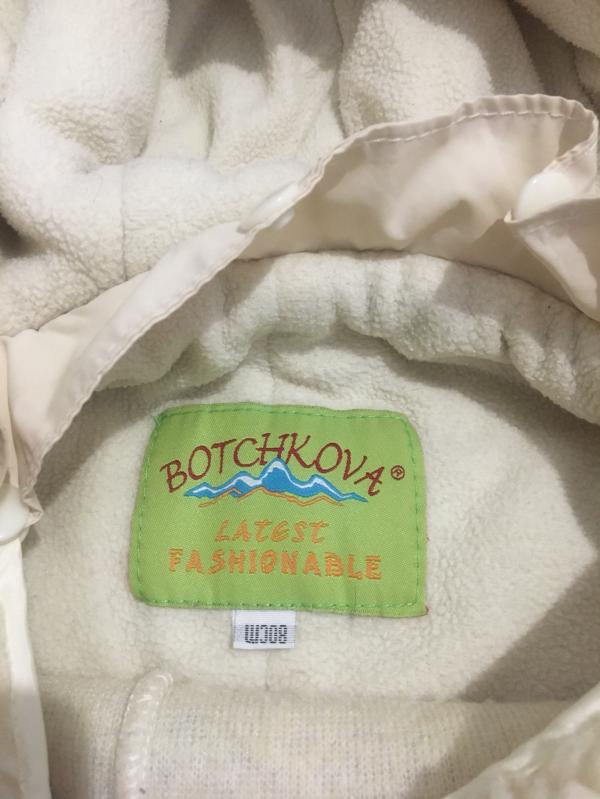 BOTCHKOVA®
LATEST
FASHIONABLE
80CM